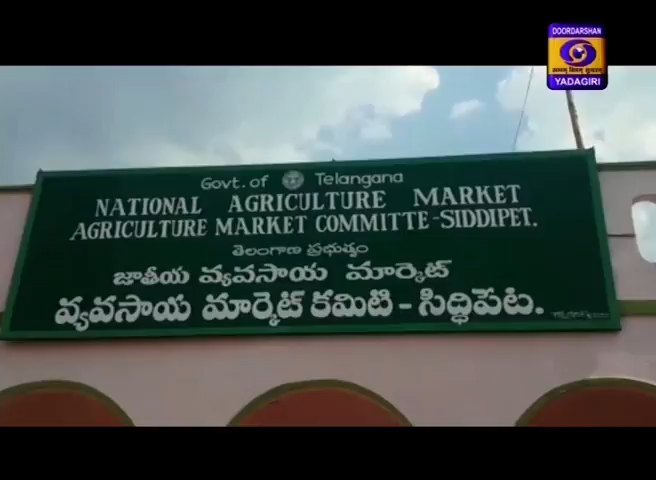 DOORDARSHAN
YADAGIRI
Govt. of Telangana
NATIONAL AGRICULTURE MARKET
AGRICULTURE MARKET COMMITTE-SIDDIPET.
తెలంగాణ ప్రభుత్వం
జాతీయ వ్యవసాయ మార్కెట్
వ్యవసాయ మార్కెట్ కమిటి - సిద్ధిపేట.